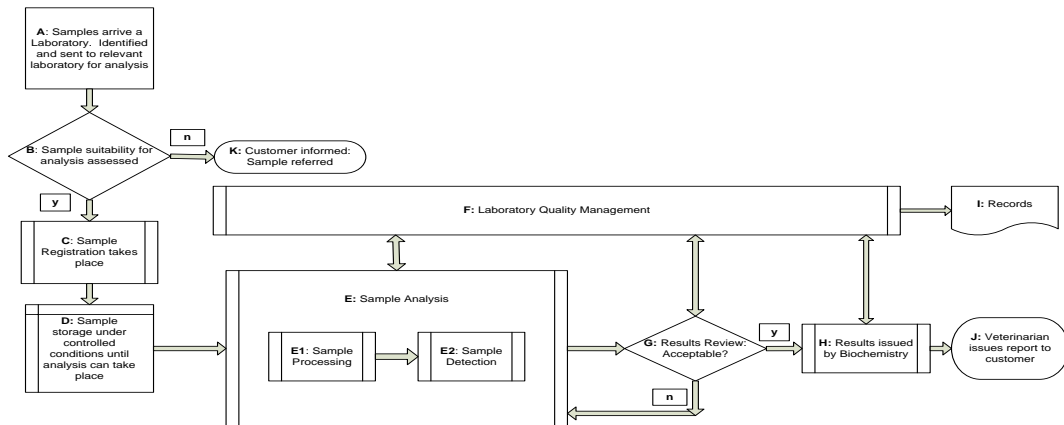 A: Samples arrive a
Laboratory. Identified
and sent to relevant
laboratory for analysis
B: Sample suitability for
analysis assessed
n
K: Customer informed:
Sample referred
y
C: Sample
Registration takes
place
D: Sample
storage under
controlled
conditions until
analysis can take
place
F: Laboratory Quality Management
I: Records
E: Sample Analysis
E1: Sample
Processing
E2: Sample
Detection
G: Results Review:
Acceptable?
y
n
H: Results issued
by Biochemistry
J: Veterinarian
issues report to
customer